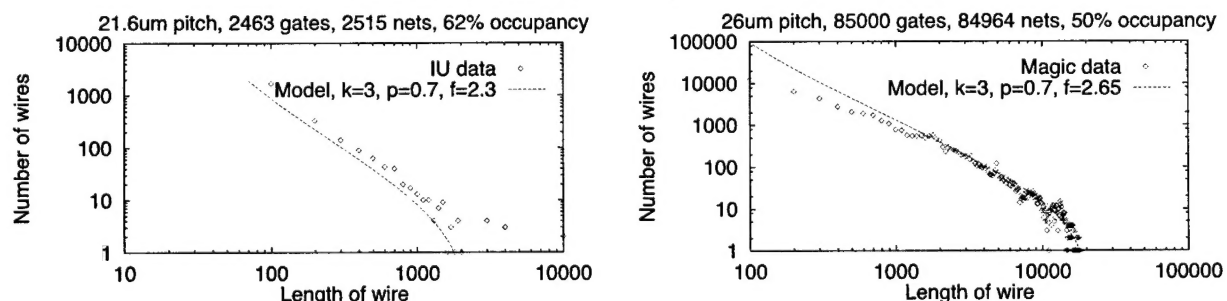 21.6um pitch, 2463 gates, 2515 nets, 62% occupancy
10000
1000
100
10
1
Number of wires
IU data
Model, k=3, p=0.7, f=2.3
10 100 1000 10000
Length of wire
26um pitch, 85000 gates, 84964 nets, 50% occupancy
100000
10000
1000
100
10
1
Number of wires
Magic data
Model, k=3, p=0.7, f=2.65
100 1000 10000 100000
Length of wire